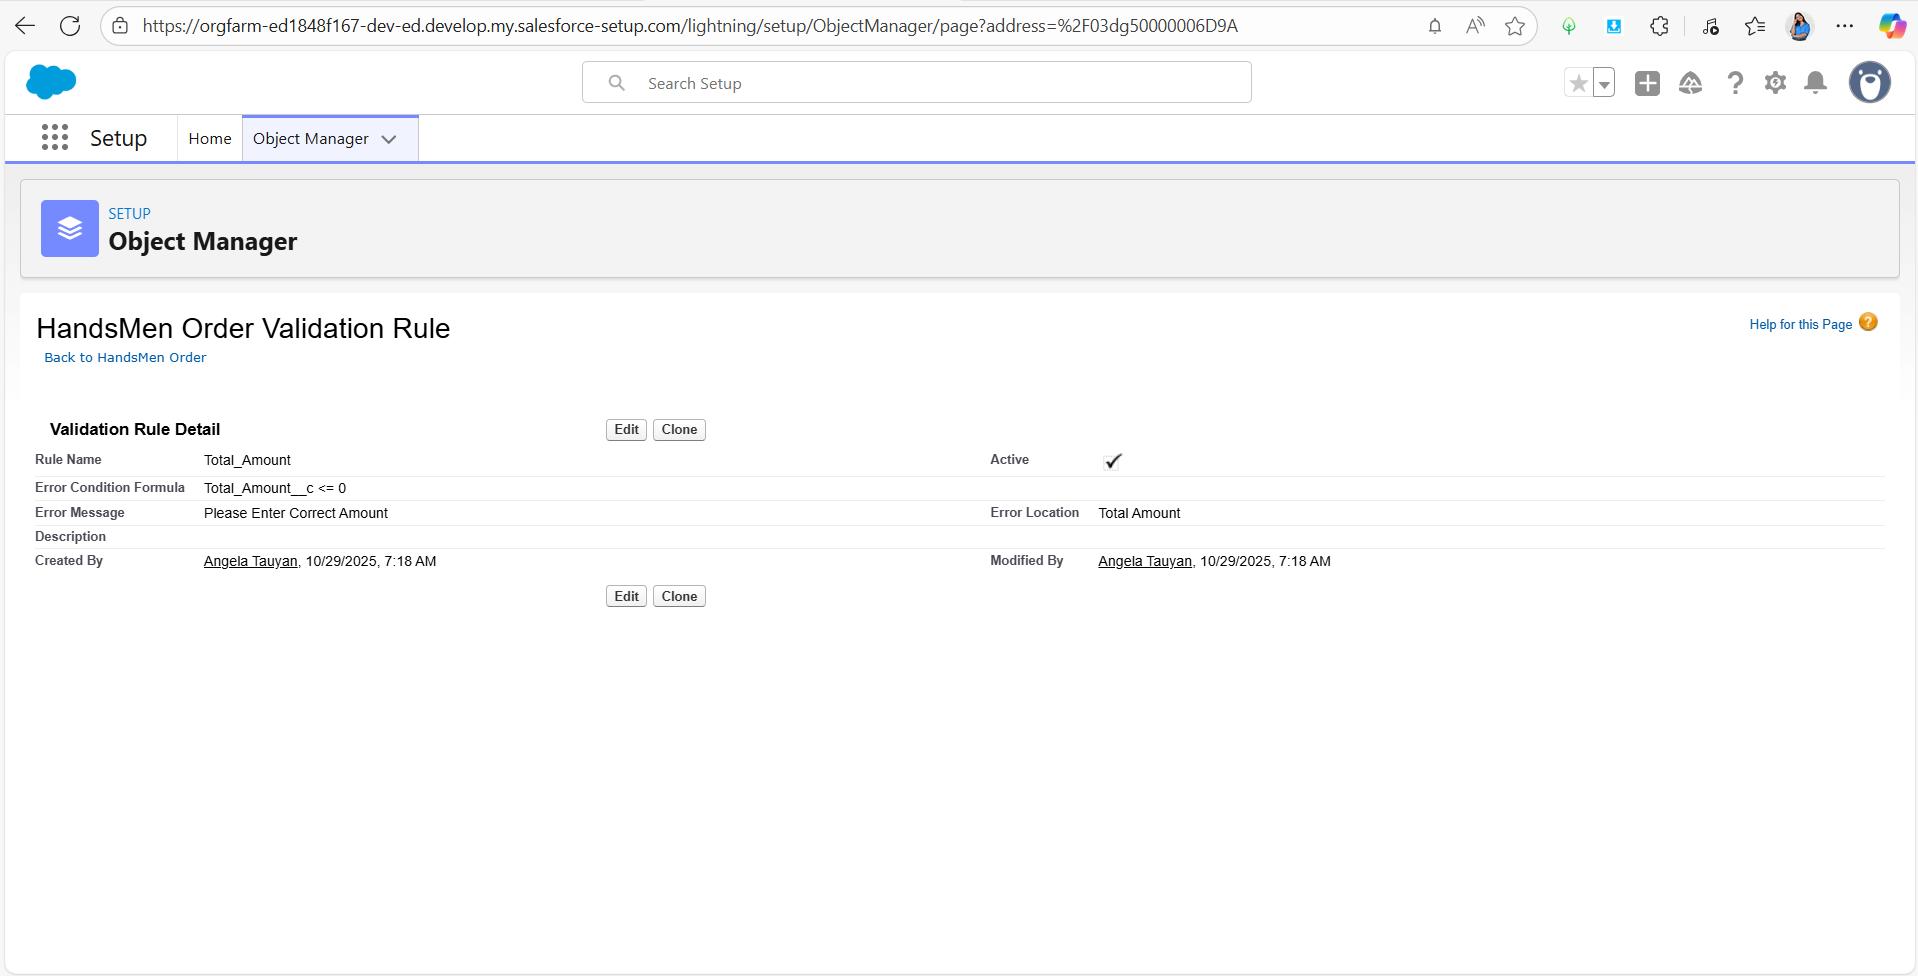 https://orgfarm-ed1848f167-dev-ed.develop.my.salesforce-setup.com/lightning/setup/ObjectManager/page?address=%2F03dg50000006D9A
Search Setup
Setup
Home
Object Manager
SETUP
Object Manager
HandsMen Order Validation Rule
Help for this Page
Back to HandsMen Order
Validation Rule Detail
Edit Clone
Rule Name Total_Amount Active
Error Condition Formula Total_Amount__c <= 0
Error Message Please Enter Correct Amount Error Location Total Amount
Description
Created By Angela Tauyan, 10/29/2025, 7:18 AM Modified By Angela Tauyan, 10/29/2025, 7:18 AM
Edit Clone